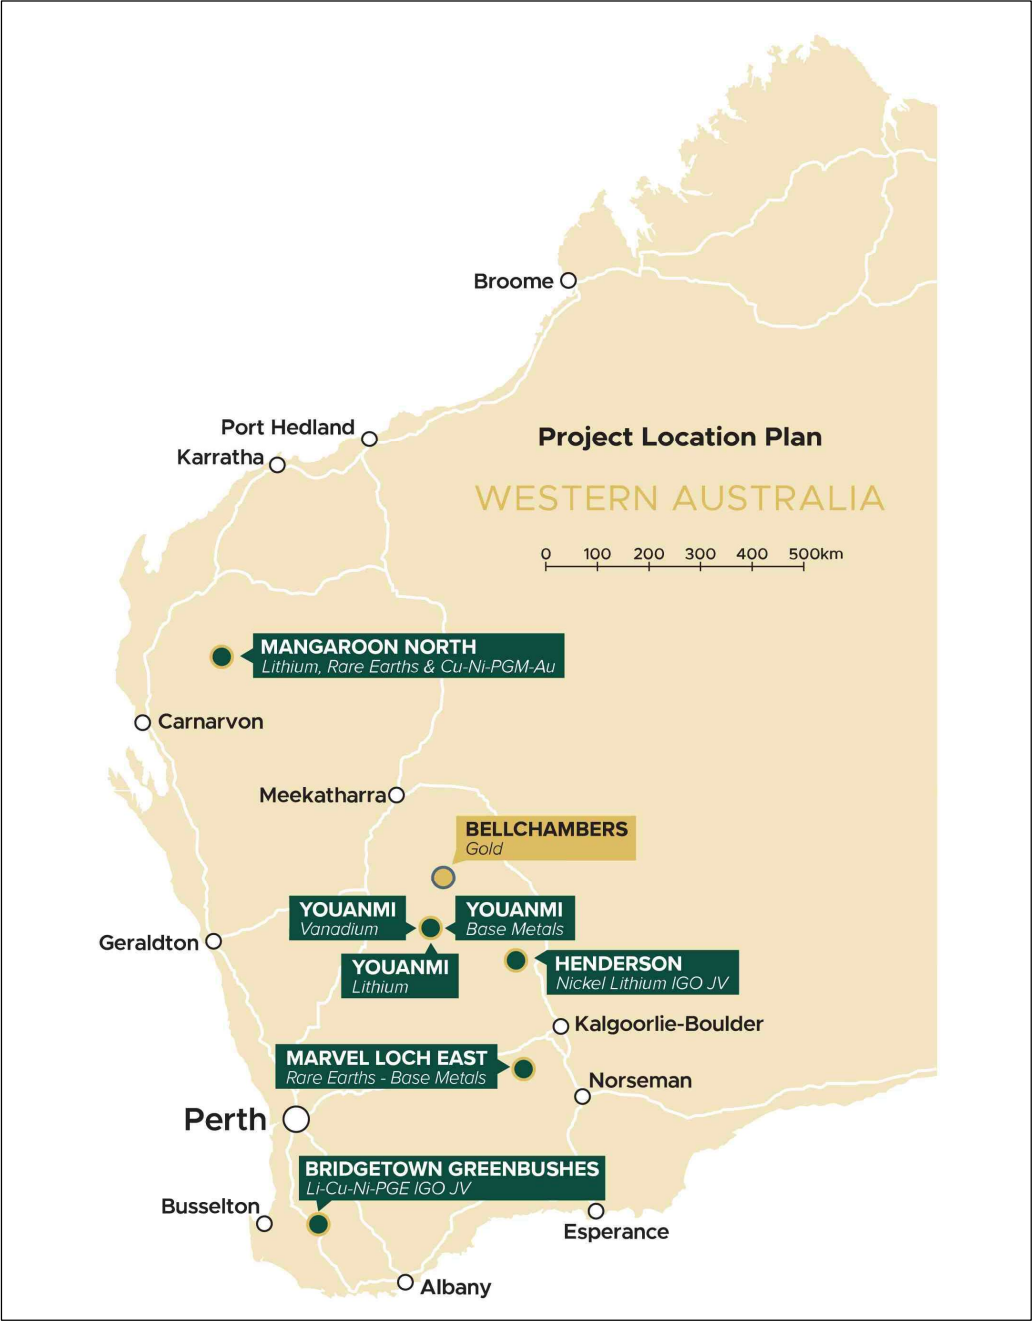 Broome
Port Hedland
Karratha
Project Location Plan
WESTERN AUSTRALIA
0 100 200 300 400 500km
MANGAROON NORTH
Lithium, Rare Earths & Cu-Ni-PGM-Au
Carnarvon
Meekatharra
BELLCHAMBERS
Gold
YOUANMI
Vanadium
YOUANMI
Base Metals
Geraldton
YOUANMI
Lithium
HENDERSON
Nickel Lithium IGO JV
Kalgoorlie-Boulder
MARVEL LOCH EAST
Rare Earths - Base Metals
Norseman
Perth
BRIDGETOWN GREENBUSHES
Li-Cu-Ni-PGE IGO JV
Busselton
Esperance
Albany